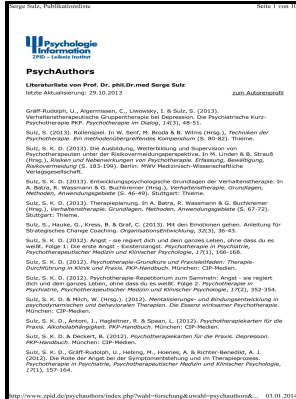 Serge Sulz, Publikationsliste Seite 1 von 10
Psychologie
Information
ZPID – Leibniz Institut
PsychAuthors
Literaturliste von Prof. Dr. phil.Dr.med Serge Sulz
letzte Aktualisierung: 29.10.2013 zum Autorenprofil
Gräff-Rudolph, U., Algermissen, C., Liwowsky, I. & Sulz, S. (2013).
Verhaltenstherapeutische Gruppentherapie bei Depression. Die Psychiatrische Kurz-
Psychotherapie PKP. Psychotherapie im Dialog, 14(3), 48-51.
Sulz, S. (2013). Rollenspiel. In W. Senf, M. Broda & B. Wilms (Hrsg.), Techniken der
Psychotherapie. Ein methodenübergreifendes Kompendium (S. 80-82). Thieme.
Sulz, S. K. D. (2013). Die Ausbildung, Weiterbildung und Supervision von
Psychotherapeuten unter der Risikovermeidungsperspektive. In M. Linden & B. Strauß
(Hrsg.), Risiken und Nebenwirkungen von Psychotherapie. Erfassung, Bewältigung,
Risikovermeidung (S. 183-199). Berlin: MWV Medizinisch-Wissenschaftliche
Verlagsgesellschaft.
Sulz, S. K. D. (2013). Entwicklungspsychologische Grundlagen der Verhaltenstherapie. In
A. Batra, R. Wassmann & G. Buchkremer (Hrsg.), Verhaltenstherapie. Grundlagen,
Methoden, Anwendungsgebiete (S. 46-49). Stuttgart: Thieme.
Sulz, S. K. D. (2013). Therapieplanung. In A. Batra, R. Wassmann & G. Buchkremer
(Hrsg.), Verhaltenstherapie. Grundlagen, Methoden, Anwendungsgebiete (S. 67-72).
Stuttgart: Thieme.
Sulz, S., Hauke, G., Kress, B. & Graf, C. (2013). Mit den Emotionen gehen. Anleitung für
Strategisches Change Coaching. Organisationsentwicklung, 32(3), 36-43.
Sulz, S. K. D. (2012). Angst - sie regiert dich und den ganzen Leben, ohne dass du es
weißt. Folge 1: Die erste Angst - Existenzangst. Psychotherapie in Psychiatrie,
Psychotherapeutischer Medizin und Klinischer Psychologie, 17(1), 166-168.
Sulz, S. K. D. (2012). Psychotherapie-Grundkurs und Praxisleitfaden: Therapie-
Durchführung in Klinik und Praxis. PKP-Handbuch. München: CIP-Medien.
Sulz, S. K. D. (2012). Psychotherapie-Repetitorium zum Sammeln: Angst - sie regiert
dich und den ganzes Leben, ohne dass du es weißt. Folge 2. Psychotherapie in
Psychiatrie, Psychotherapeutischer Medizin und Klinischer Psychologie, 17(2), 352-354.
Sulz, S. K. D. & Milch, W. (Hrsg.). (2012). Mentalisierungs- und Bindungsentwicklung in
psychodynamischen und behavioralen Therapien. Die Essenz wirksamer Psychotherapie.
München: CIP-Medien.
Sulz, S. K. D., Antoni, J., Hagleitner, R. & Spaan, L. (2012). Psychotherapiekarten für die
Praxis. Alkoholabhängigkeit. PKP-Handbuch. München: CIP-Medien.
Sulz, S. K. D. & Deckert, B. (2012). Psychotherapiekarten für die Praxis. Depression.
PKP-Handbuch. München: CIP-Medien.
Sulz, S. K. D., Gräff-Rudolph, U., Hebing, M., Hoenes, A., & Richter-Benedikt, A. J.
(2012). Die Rolle der Angst bei der Symptomentstehung und im Therapieprozess.
Psychotherapie in Psychiatrie, Psychotherapeutischer Medizin und Klinischer Psychologie,
17(1), 157-164.
http://www.zpid.de/psychauthors/index.php?wahl=forschung&uwahl=psychauthors&... 03.01.2014